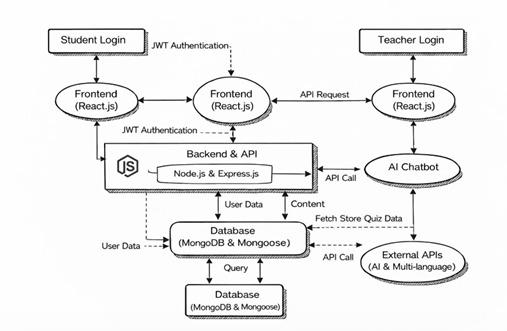 Student Login
Teacher Login
JWT Authentication
Frontend
(React.js)
Frontend
(React.js)
API Request
Frontend
(React.js)
JWT Authentication
Backend & API
JS
Node.js & Express.js
API Call
AI Chatbot
User Data
Content
Fetch Store Quiz Data
User Data
Database
(MongoDB & Mongoose)
API Call
External APIs
(AI & Multi-language)
Query
Database
(MongoDB & Mongoose)